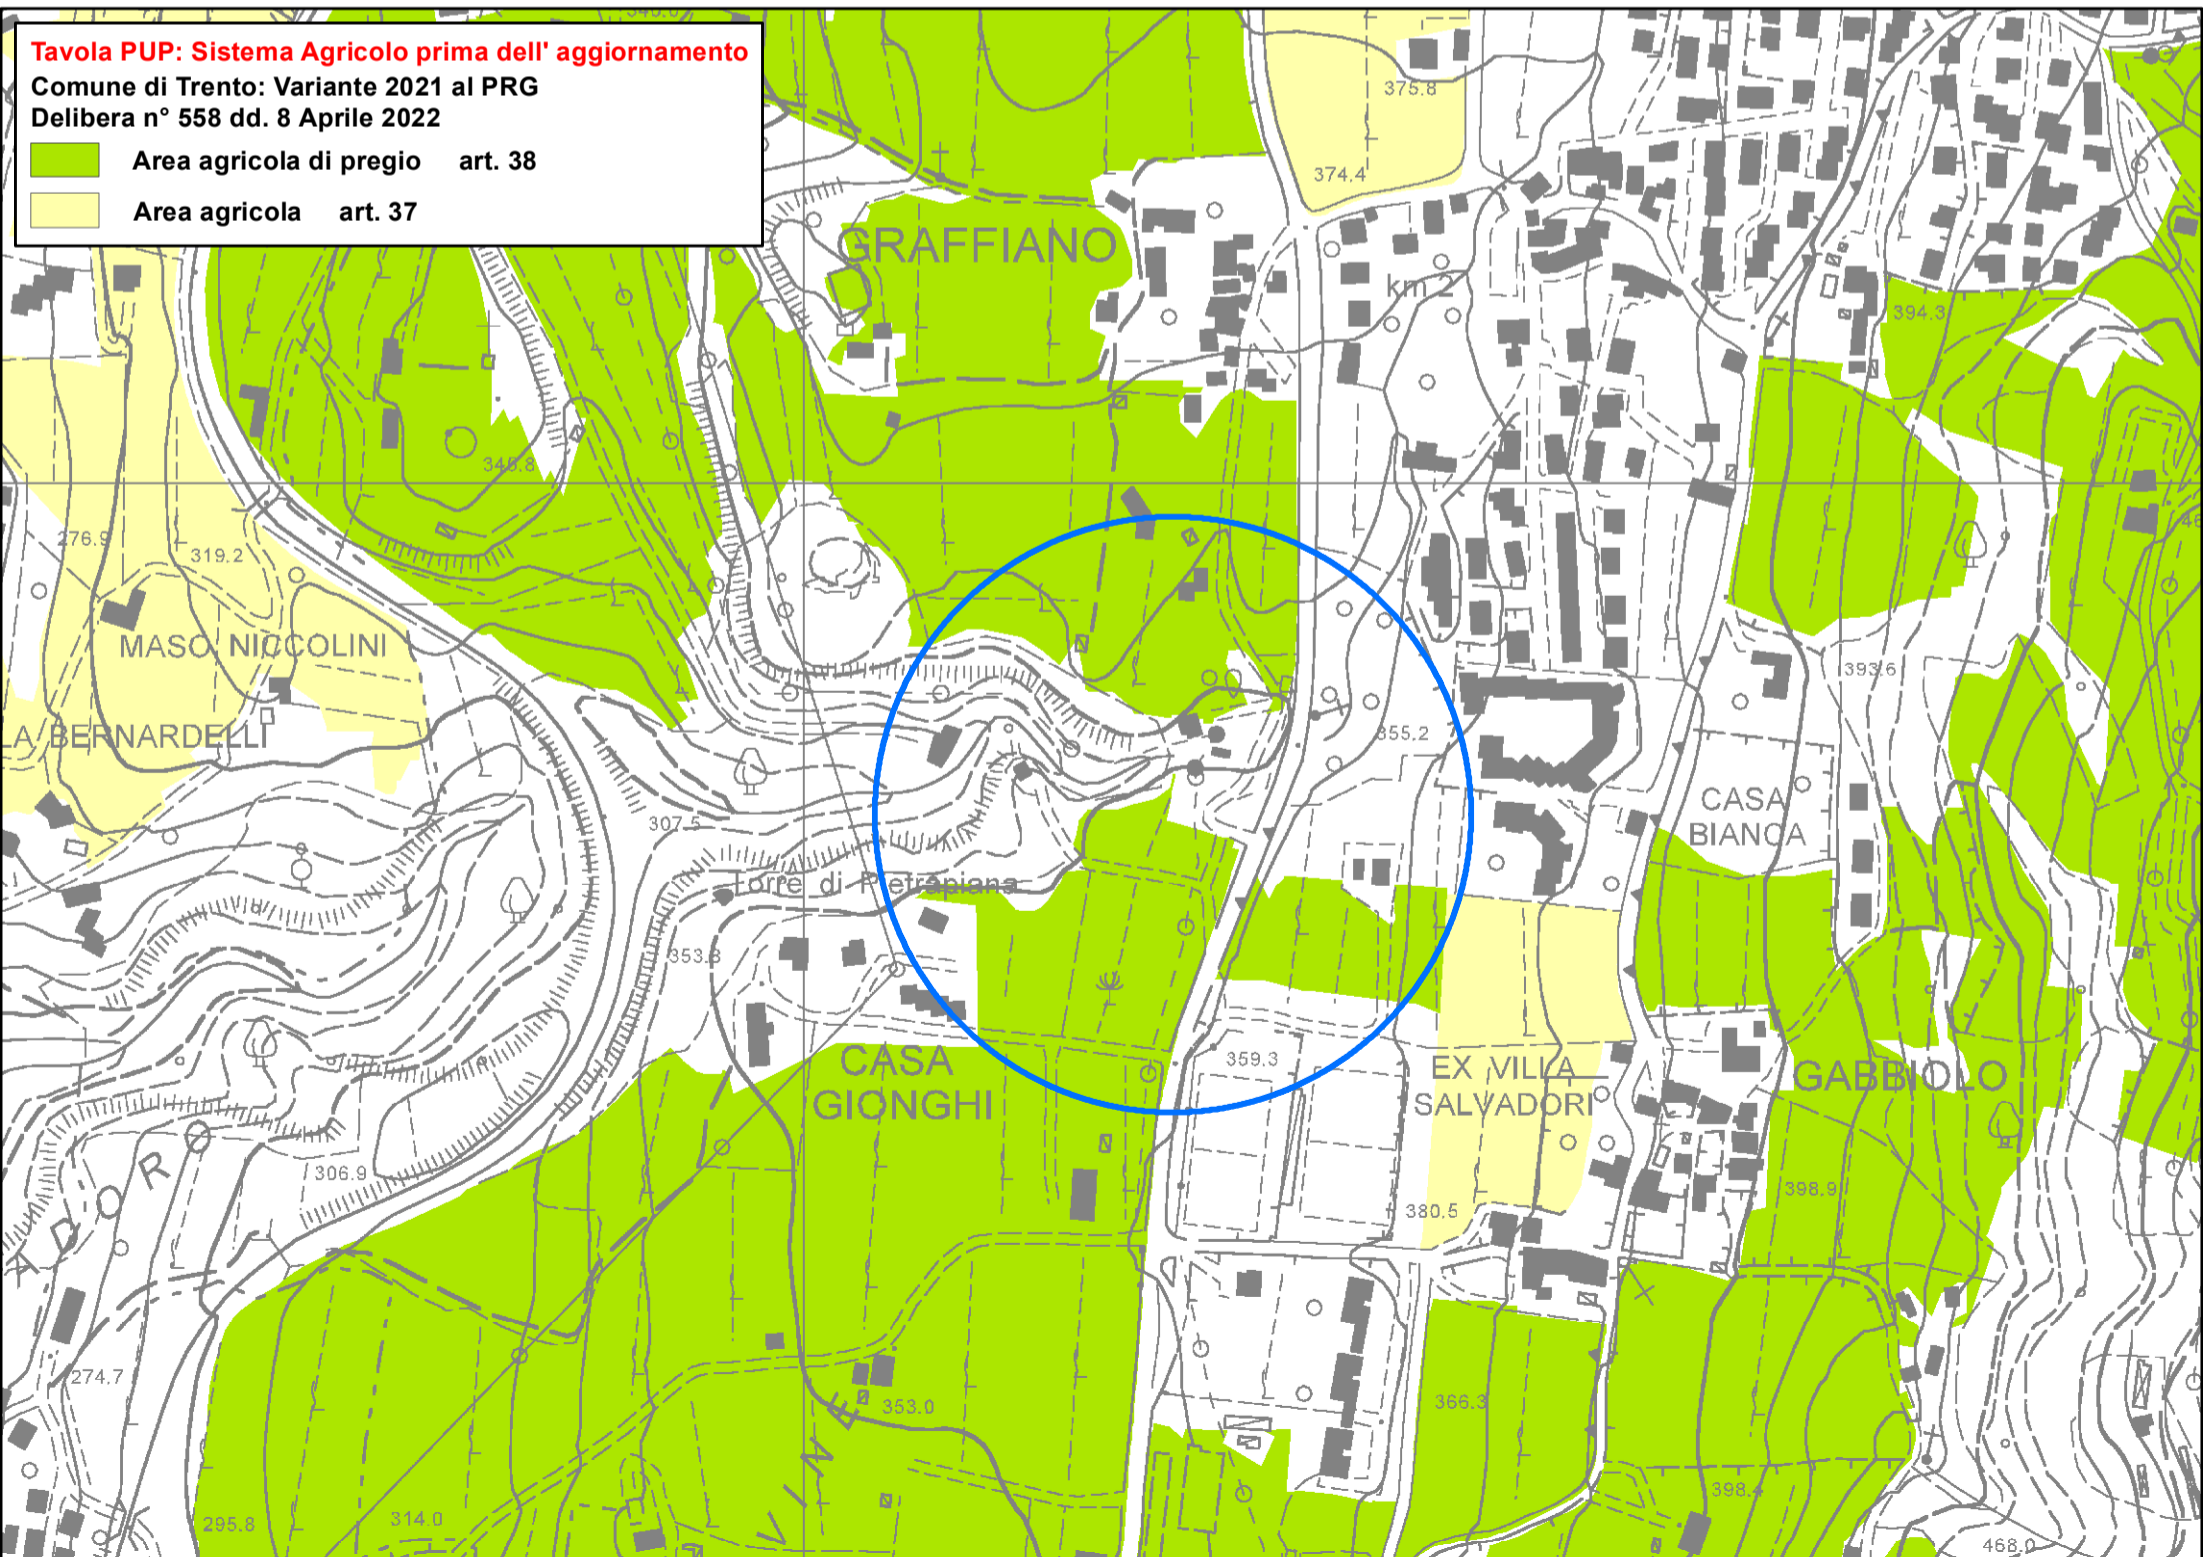 Tavola PUP: Sistema Agricolo prima dell' aggiornamento
Comune di Trento: Variante 2021 al PRG
Delibera n° 558 dd. 8 Aprile 2022
Area agricola di pregio art. 38
Area agricola art. 37
375.8
374.4
GRAFFIANO
km 2
394.3
345.8
276.9
319.2
MASO NICCOLINI
393.6
LA BERNARDELLI
355.2
CASA
BIANCA
307.5
Torre di Pietrapiana
353.8
359.3
CASA
GIONGHI
EX VILLA
SALVADORI
GABBIOLO
ADORO
306.9
398.9
380.5
274.7
353.0
366.3
VINE
398.4
295.8
314.0
468.0